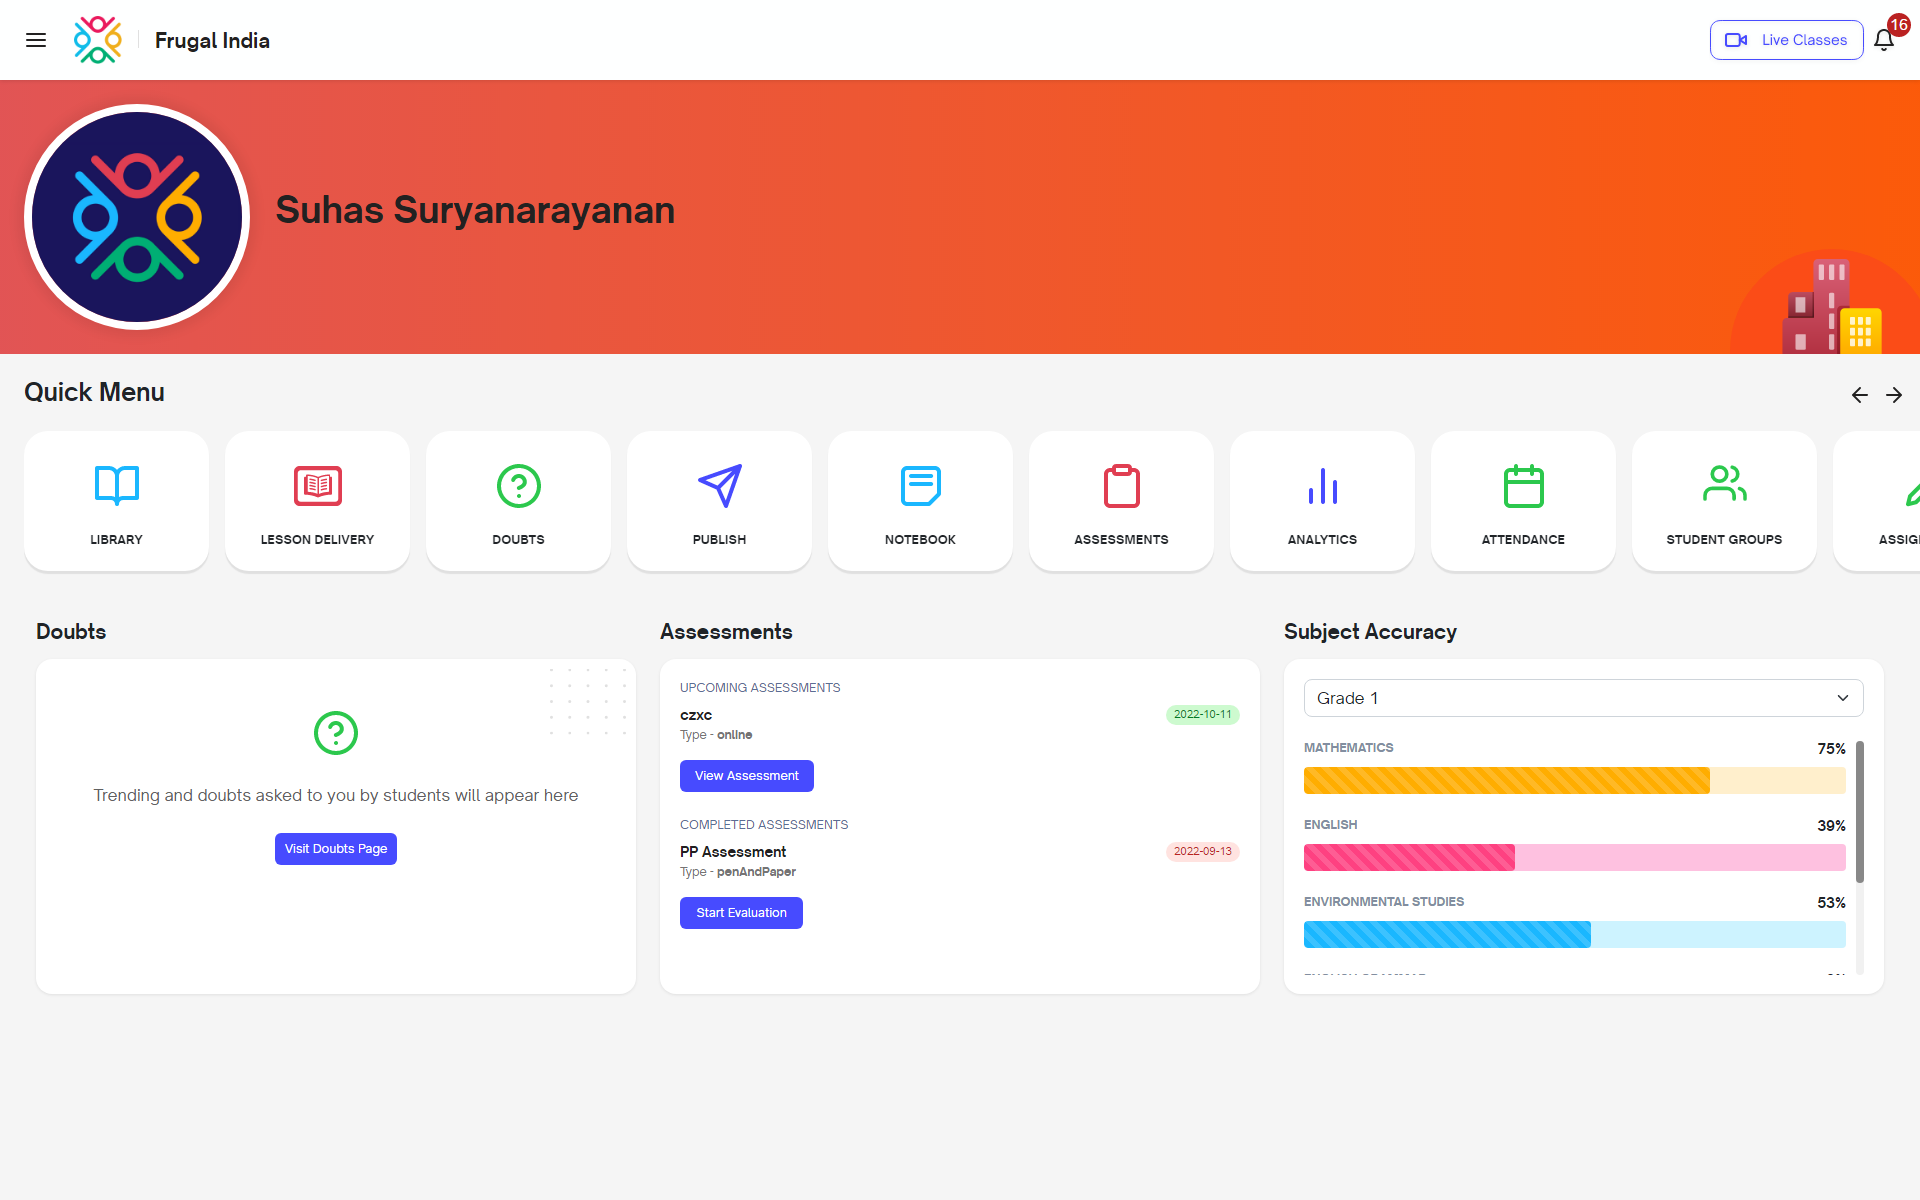 Frugal India
Live Classes
16
Suhas Suryanarayanan
Quick Menu
LIBRARY
LESSON DELIVERY
DOUBTS
PUBLISH
NOTEBOOK
ASSESSMENTS
ANALYTICS
ATTENDANCE
STUDENT GROUPS
Doubts
Trending and doubts asked to you by students will appear here
Visit Doubts Page
Assessments
UPCOMING ASSESSMENTS
czxc
2022-10-11
Type - online
View Assessment
COMPLETED ASSESSMENTS
PP Assessment
2022-09-13
Type - penAndPaper
Start Evaluation
Subject Accuracy
Grade 1
MATHEMATICS
75%
ENGLISH
39%
ENVIRONMENTAL STUDIES
53%